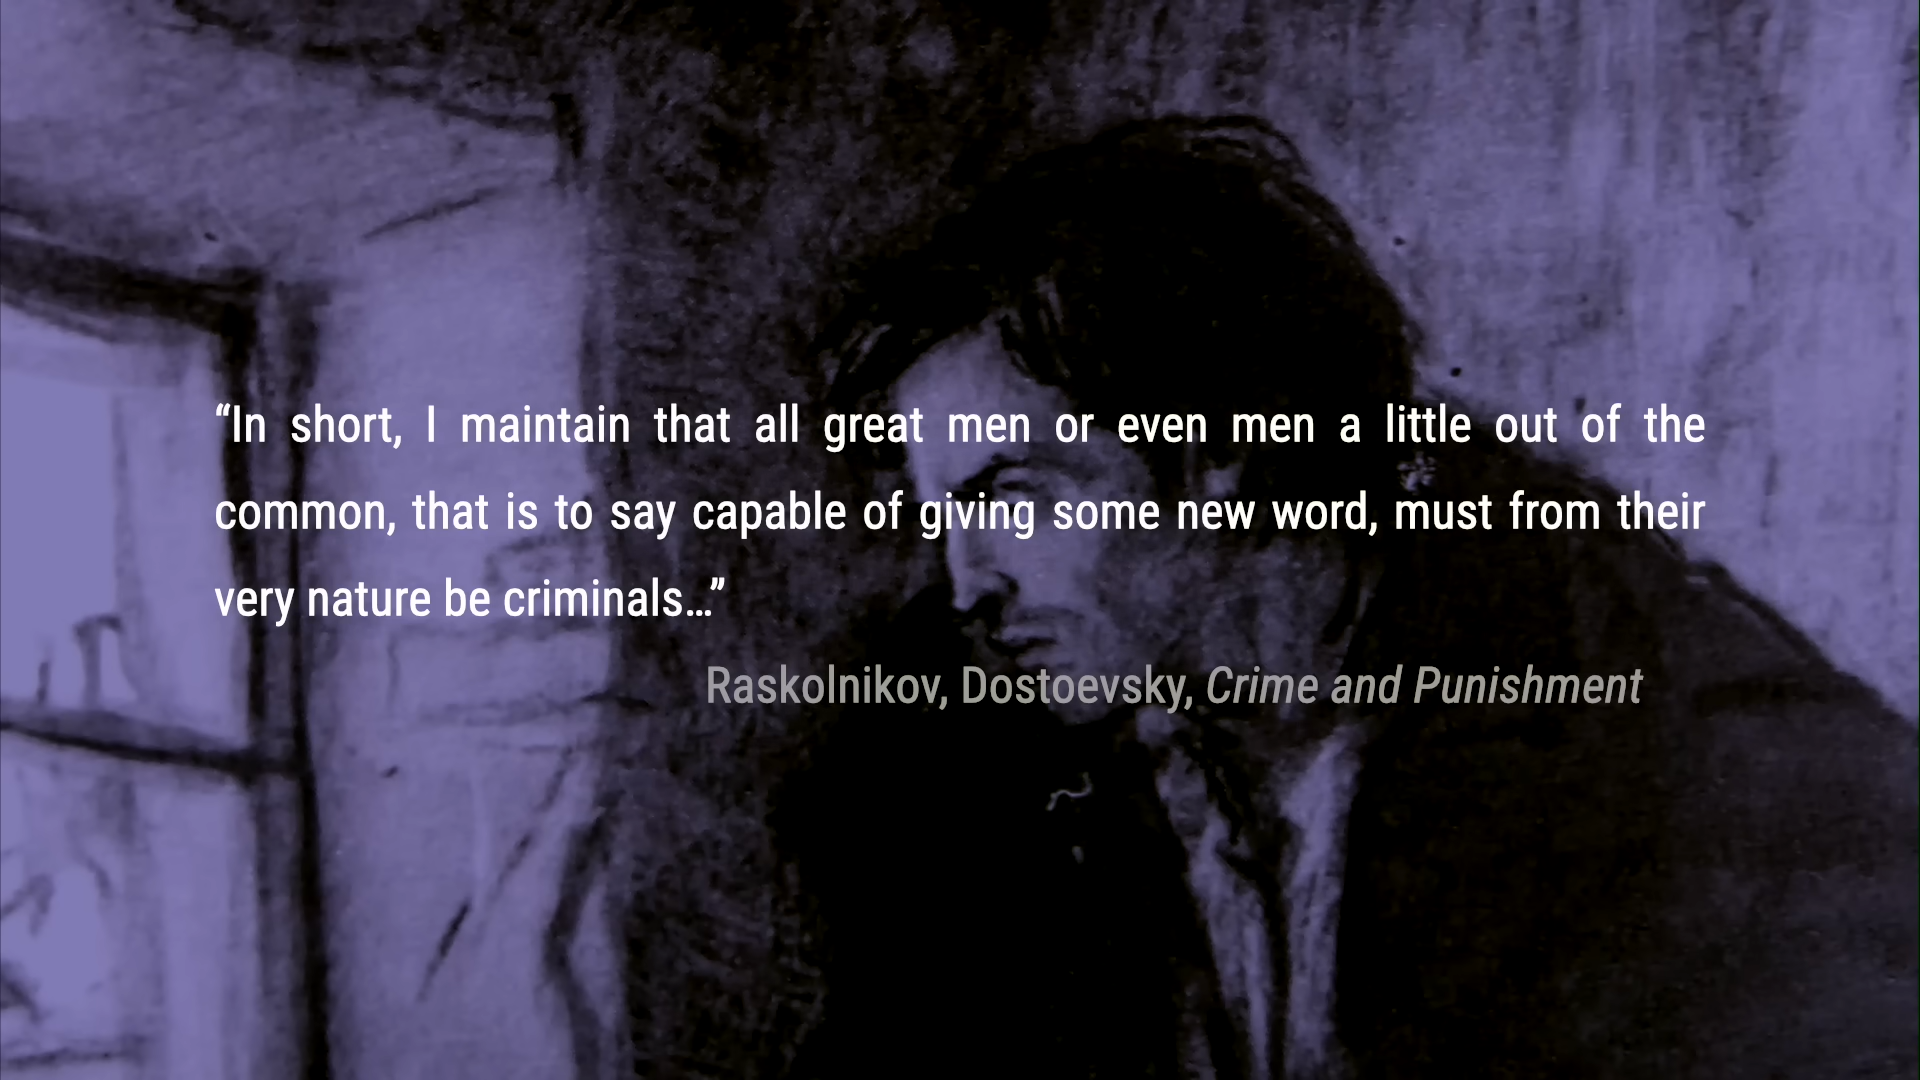 “In short, I maintain that all great men or even men a little out of the
common, that is to say capable of giving some new word, must from their
very nature be criminals…”
Raskolnikov, Dostoevsky, Crime and Punishment